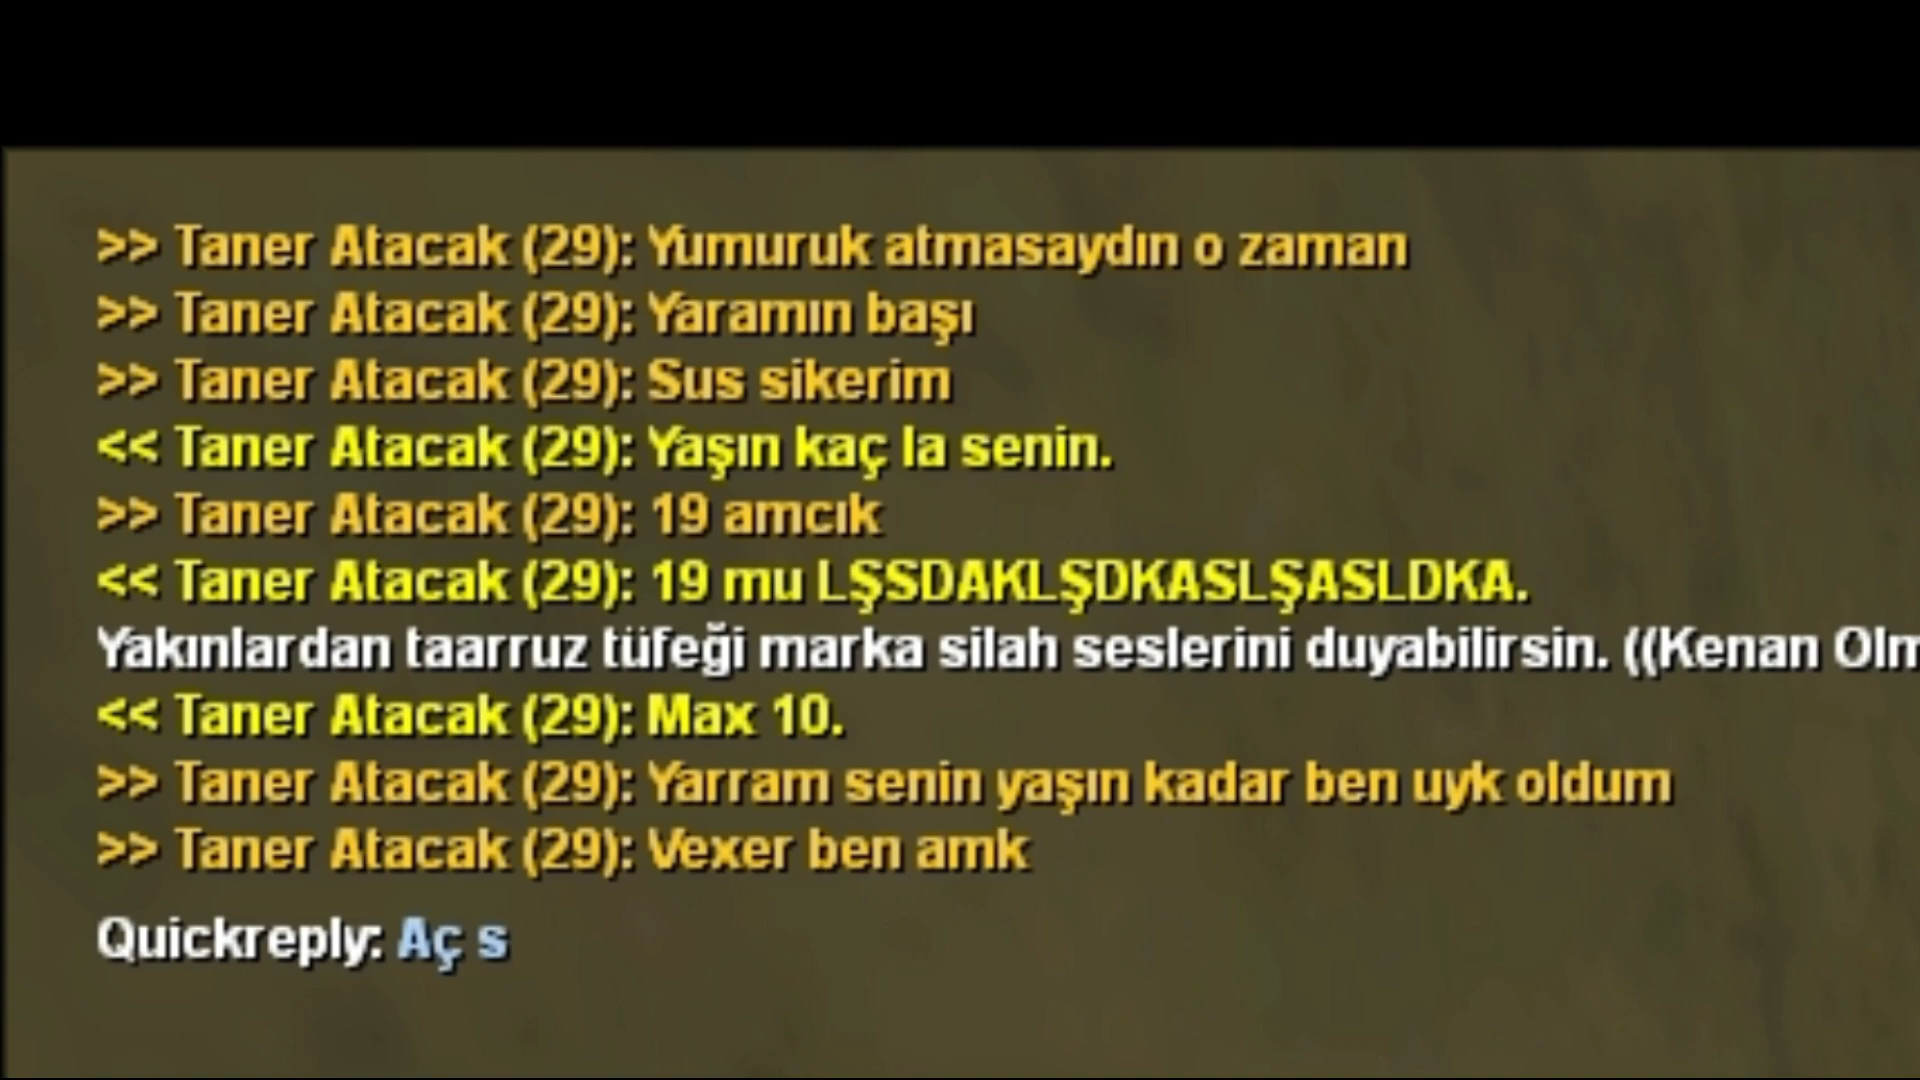 >> Taner Atacak (29): Yumuruk atmasaydın o zaman
>> Taner Atacak (29): Yaramın başı
>> Taner Atacak (29): Sus sikerim
<< Taner Atacak (29): Yaşın kaç la senin.
>> Taner Atacak (29): 19 amcık
<< Taner Atacak (29): 19 mu LŞSDAKLŞDKASLŞASLDKA.
Yakınlardan taarruz tüfeği marka silah seslerini duyabilirsin. ((Kenan Olm
<< Taner Atacak (29): Max 10.
>> Taner Atacak (29): Yarram senin yaşın kadar ben uyk oldum
>> Taner Atacak (29): Vexer ben amk
Quickreply: Aç s